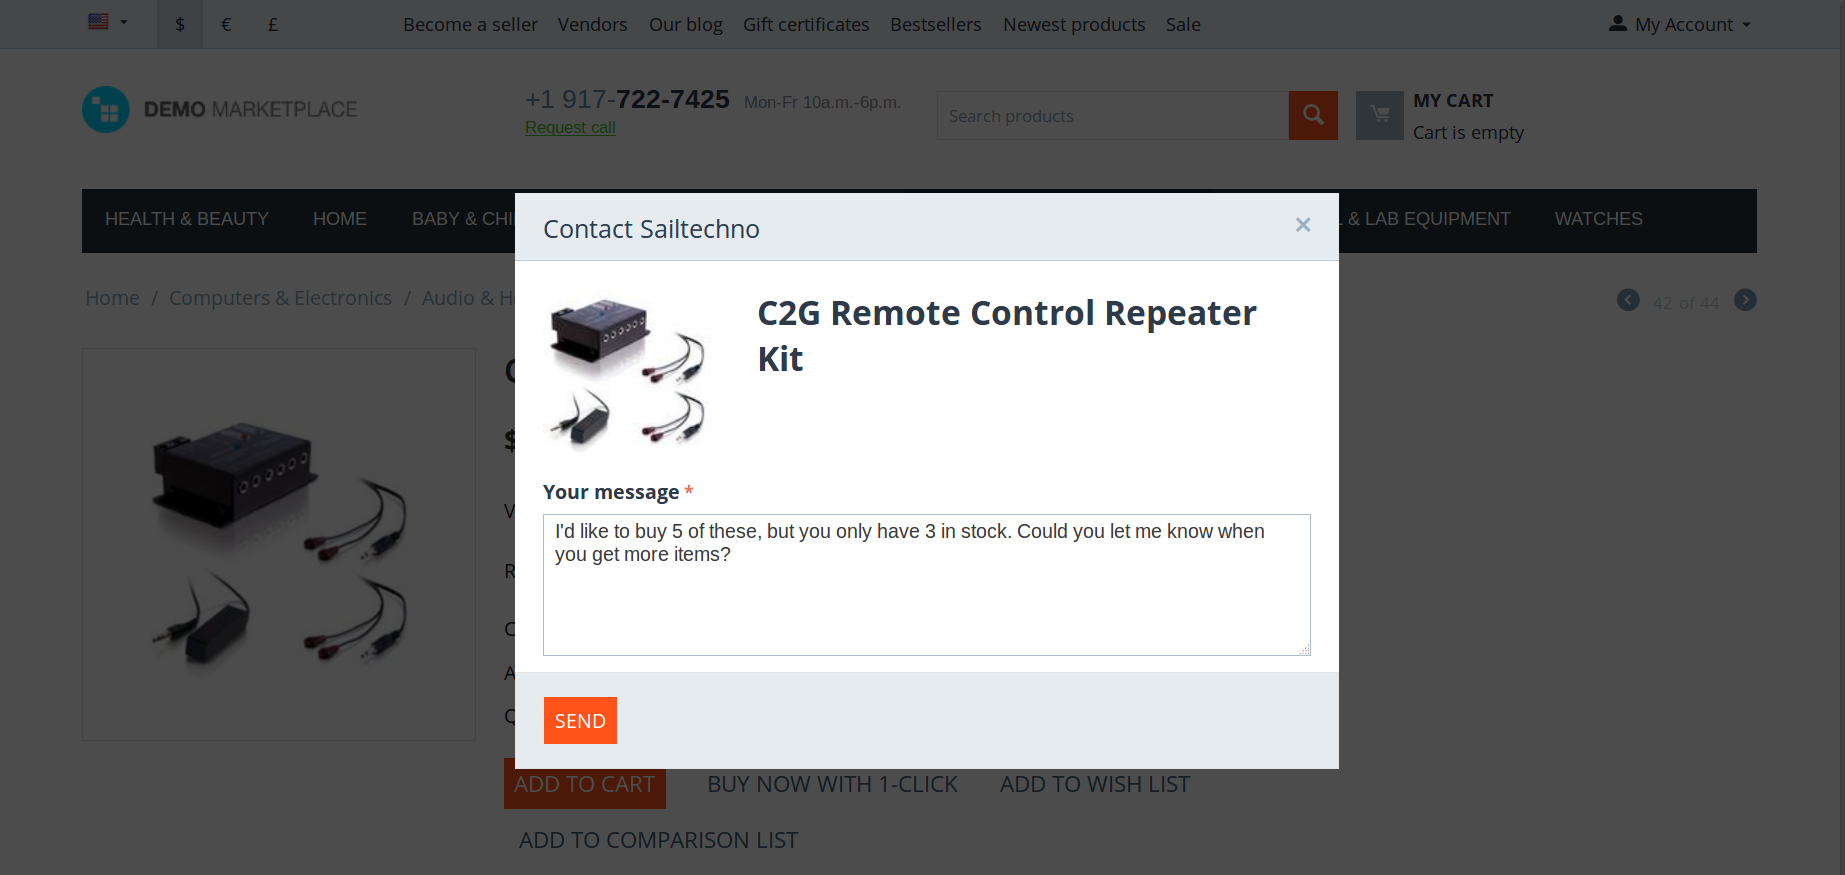 $ € £ Become a seller Vendors Our blog Gift certificates Bestsellers Newest products Sale My Account
DEMO MARKETPLACE
+1 917-722-7425 Mon-Fr 10a.m.-6p.m.
Request call
Search products
MY CART
Cart is empty
HEALTH & BEAUTY HOME BABY & CHI & LAB EQUIPMENT WATCHES
Home / Computers & Electronics / Audio & H
42 of 44
Contact Sailtechno ×
C2G Remote Control Repeater
Kit
Your message *
I'd like to buy 5 of these, but you only have 3 in stock. Could you let me know when
you get more items?
SEND
ADD TO CART BUY NOW WITH 1-CLICK ADD TO WISH LIST
ADD TO COMPARISON LIST